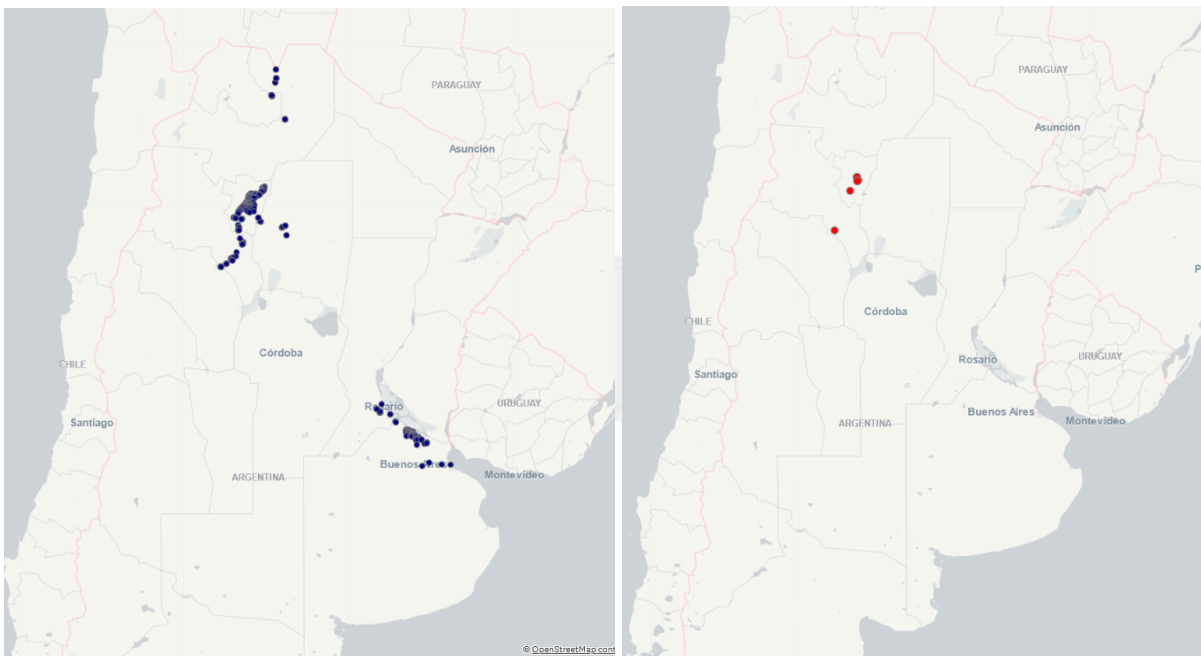 PARAGUAY
Asunción
Córdoba
CHILE
Rosario
URUGUAY
Santiago
Buenos Aires
ARGENTINA
Montevideo
© OpenStreetMap cont
PARAGUAY
Asunción
P
Córdoba
CHILE
Rosario
URUGUAY
Santiago
Buenos Aires
ARGENTINA
Montevideo